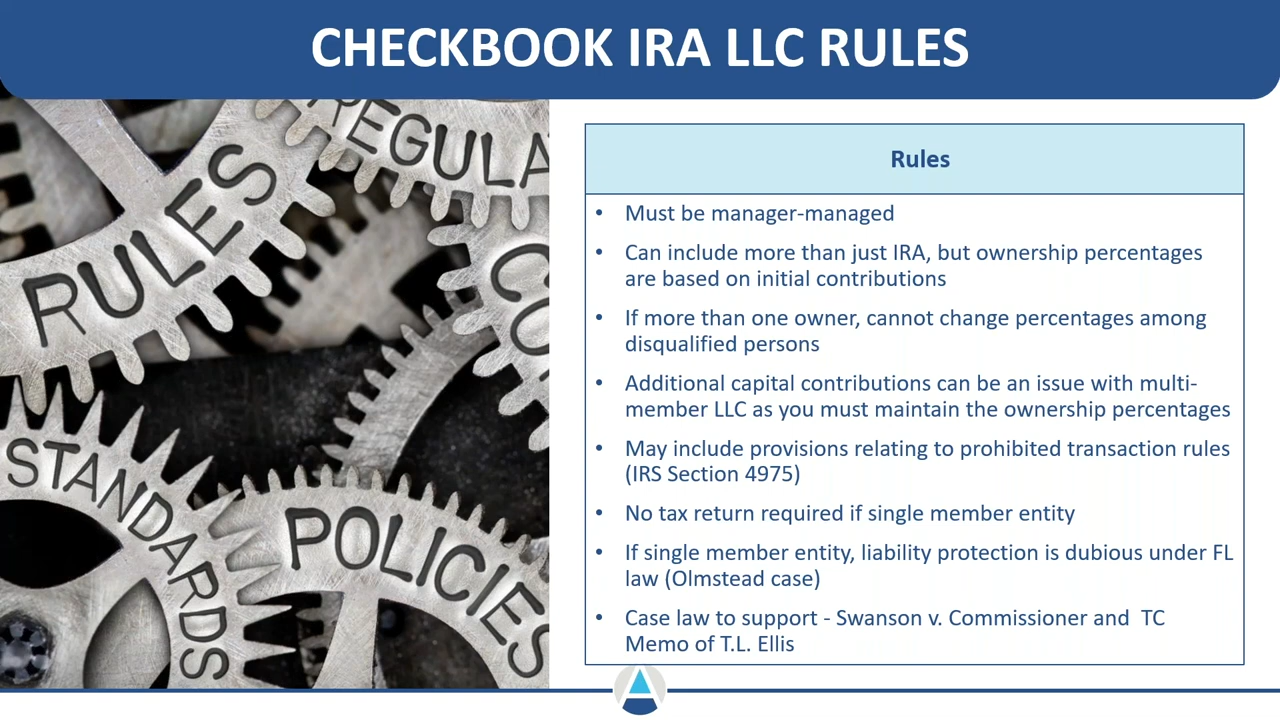 CHECKBOOK IRA LLC RULES
REGULA
RULES
CO
STANDARDS
POLICIES
Rules
• Must be manager-managed
• Can include more than just IRA, but ownership percentages
are based on initial contributions
• If more than one owner, cannot change percentages among
disqualified persons
• Additional capital contributions can be an issue with multi-
member LLC as you must maintain the ownership percentages
• May include provisions relating to prohibited transaction rules
(IRS Section 4975)
• No tax return required if single member entity
• If single member entity, liability protection is dubious under FL
law (Olmstead case)
• Case law to support - Swanson v. Commissioner and  TC
Memo of T.L. Ellis